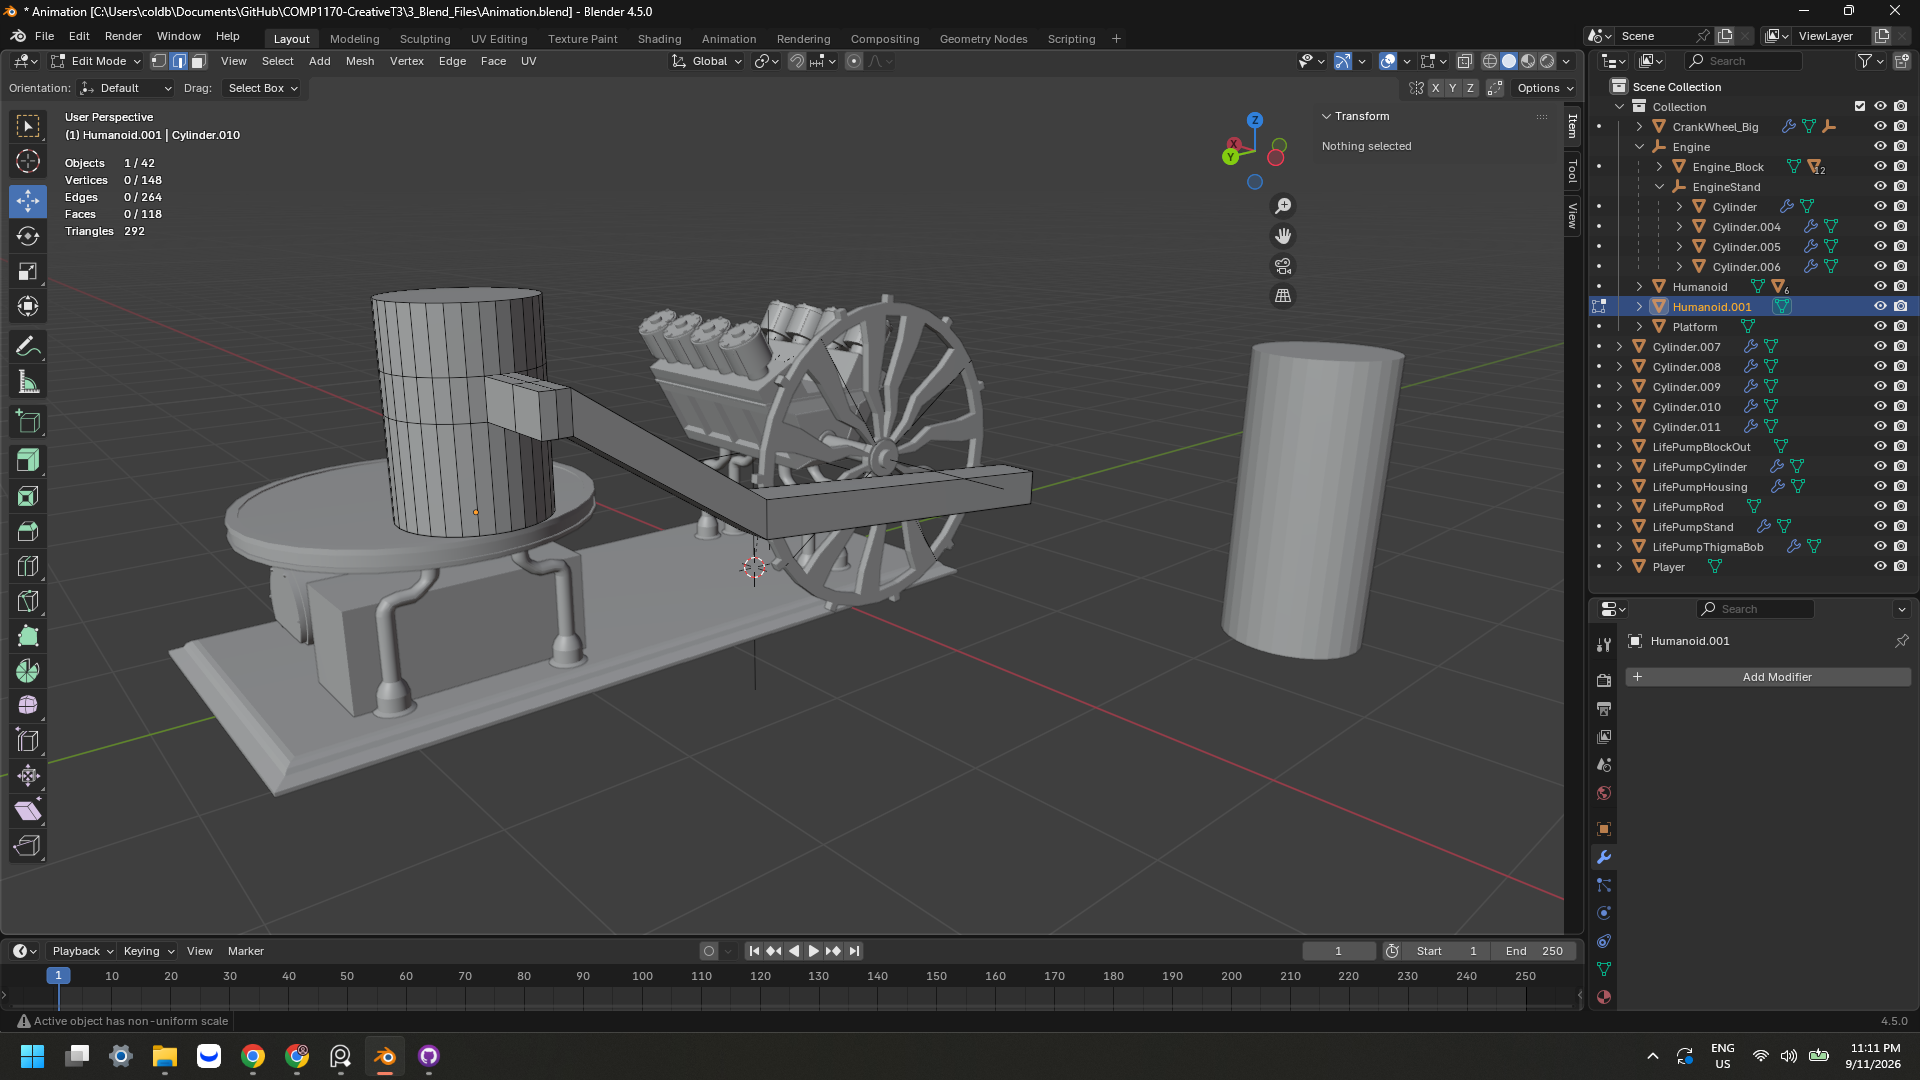 * Animation [C:\Users\coldb\Documents\GitHub\COMP1170-CreativeT3\3_Blend_Files\Animation.blend] - Blender 4.5.0
File Edit Render Window Help Layout Modeling Sculpting UV Editing Texture Paint Shading Animation Rendering Compositing Geometry Nodes Scripting + Scene ViewLayer
Edit Mode View Select Add Mesh Vertex Edge Face UV Global Search
Orientation: Default Drag: Select Box X Y Z Options
Scene Collection
Collection
CrankWheel_Big
Engine
Engine_Block 12
EngineStand
Cylinder
Cylinder.004
Cylinder.005
Cylinder.006
Humanoid 6
Humanoid.001
Platform
Cylinder.007
Cylinder.008
Cylinder.009
Cylinder.010
Cylinder.011
LifePumpBlockOut
LifePumpCylinder
LifePumpHousing
LifePumpRod
LifePumpStand
LifePumpThigmaBob
Player
User Perspective
(1) Humanoid.001 | Cylinder.010
Objects 1 / 42
Vertices 0 / 148
Edges 0 / 264
Faces 0 / 118
Triangles 292
Z
X
Y
Transform
Nothing selected
Item
Tool
View
Search
Humanoid.001
Add Modifier
Playback Keying View Marker 1 Start 1 End 250
1 10 20 30 40 50 60 70 80 90 100 110 120 130 140 150 160 170 180 190 200 210 220 230 240 250
Active object has non-uniform scale 4.5.0
ENG
US
11:11 PM
9/11/2026